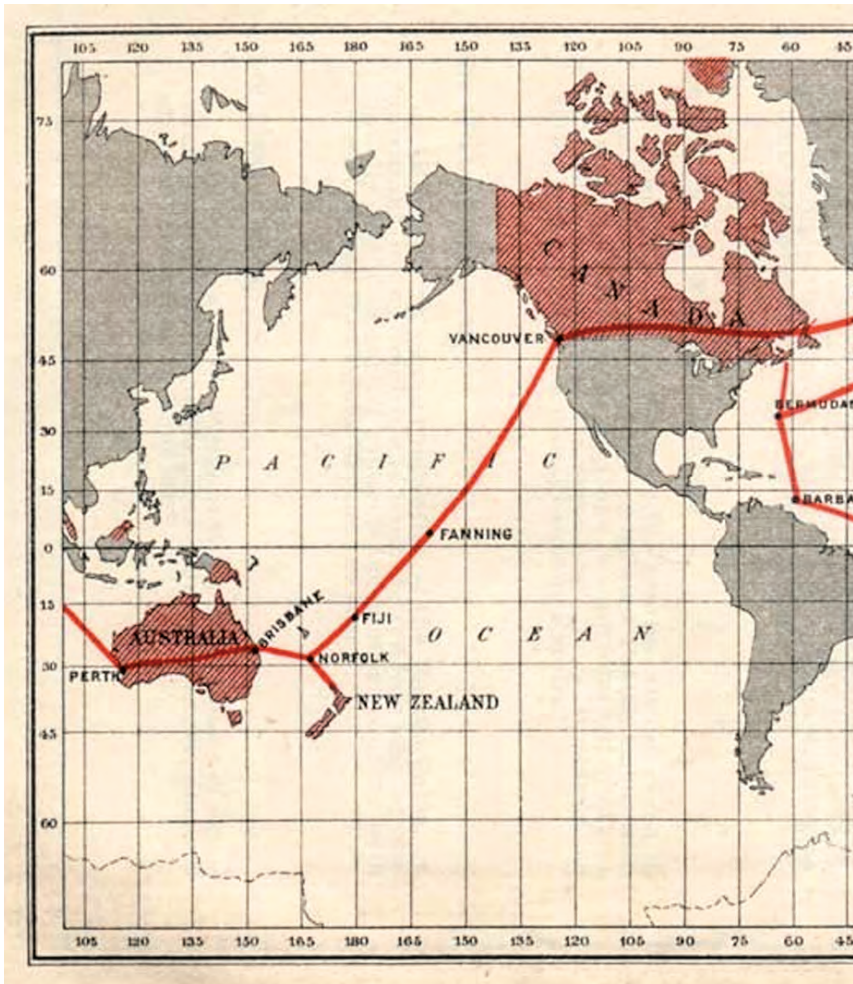 105 120 135 150 165 180 165 150 135 120 105 90 75 60 45
75
60
CANADA
VANCOUVER
45
BERMUDAS
30
PACIFIC
15
BARBA
FANNING
0
15
BRISBANE
FIJI
AUSTRALIA
OCEAN
NORFOLK
30
PERTH
NEW ZEALAND
45
60
105 120 135 150 165 180 165 150 135 120 105 90 75 60 45